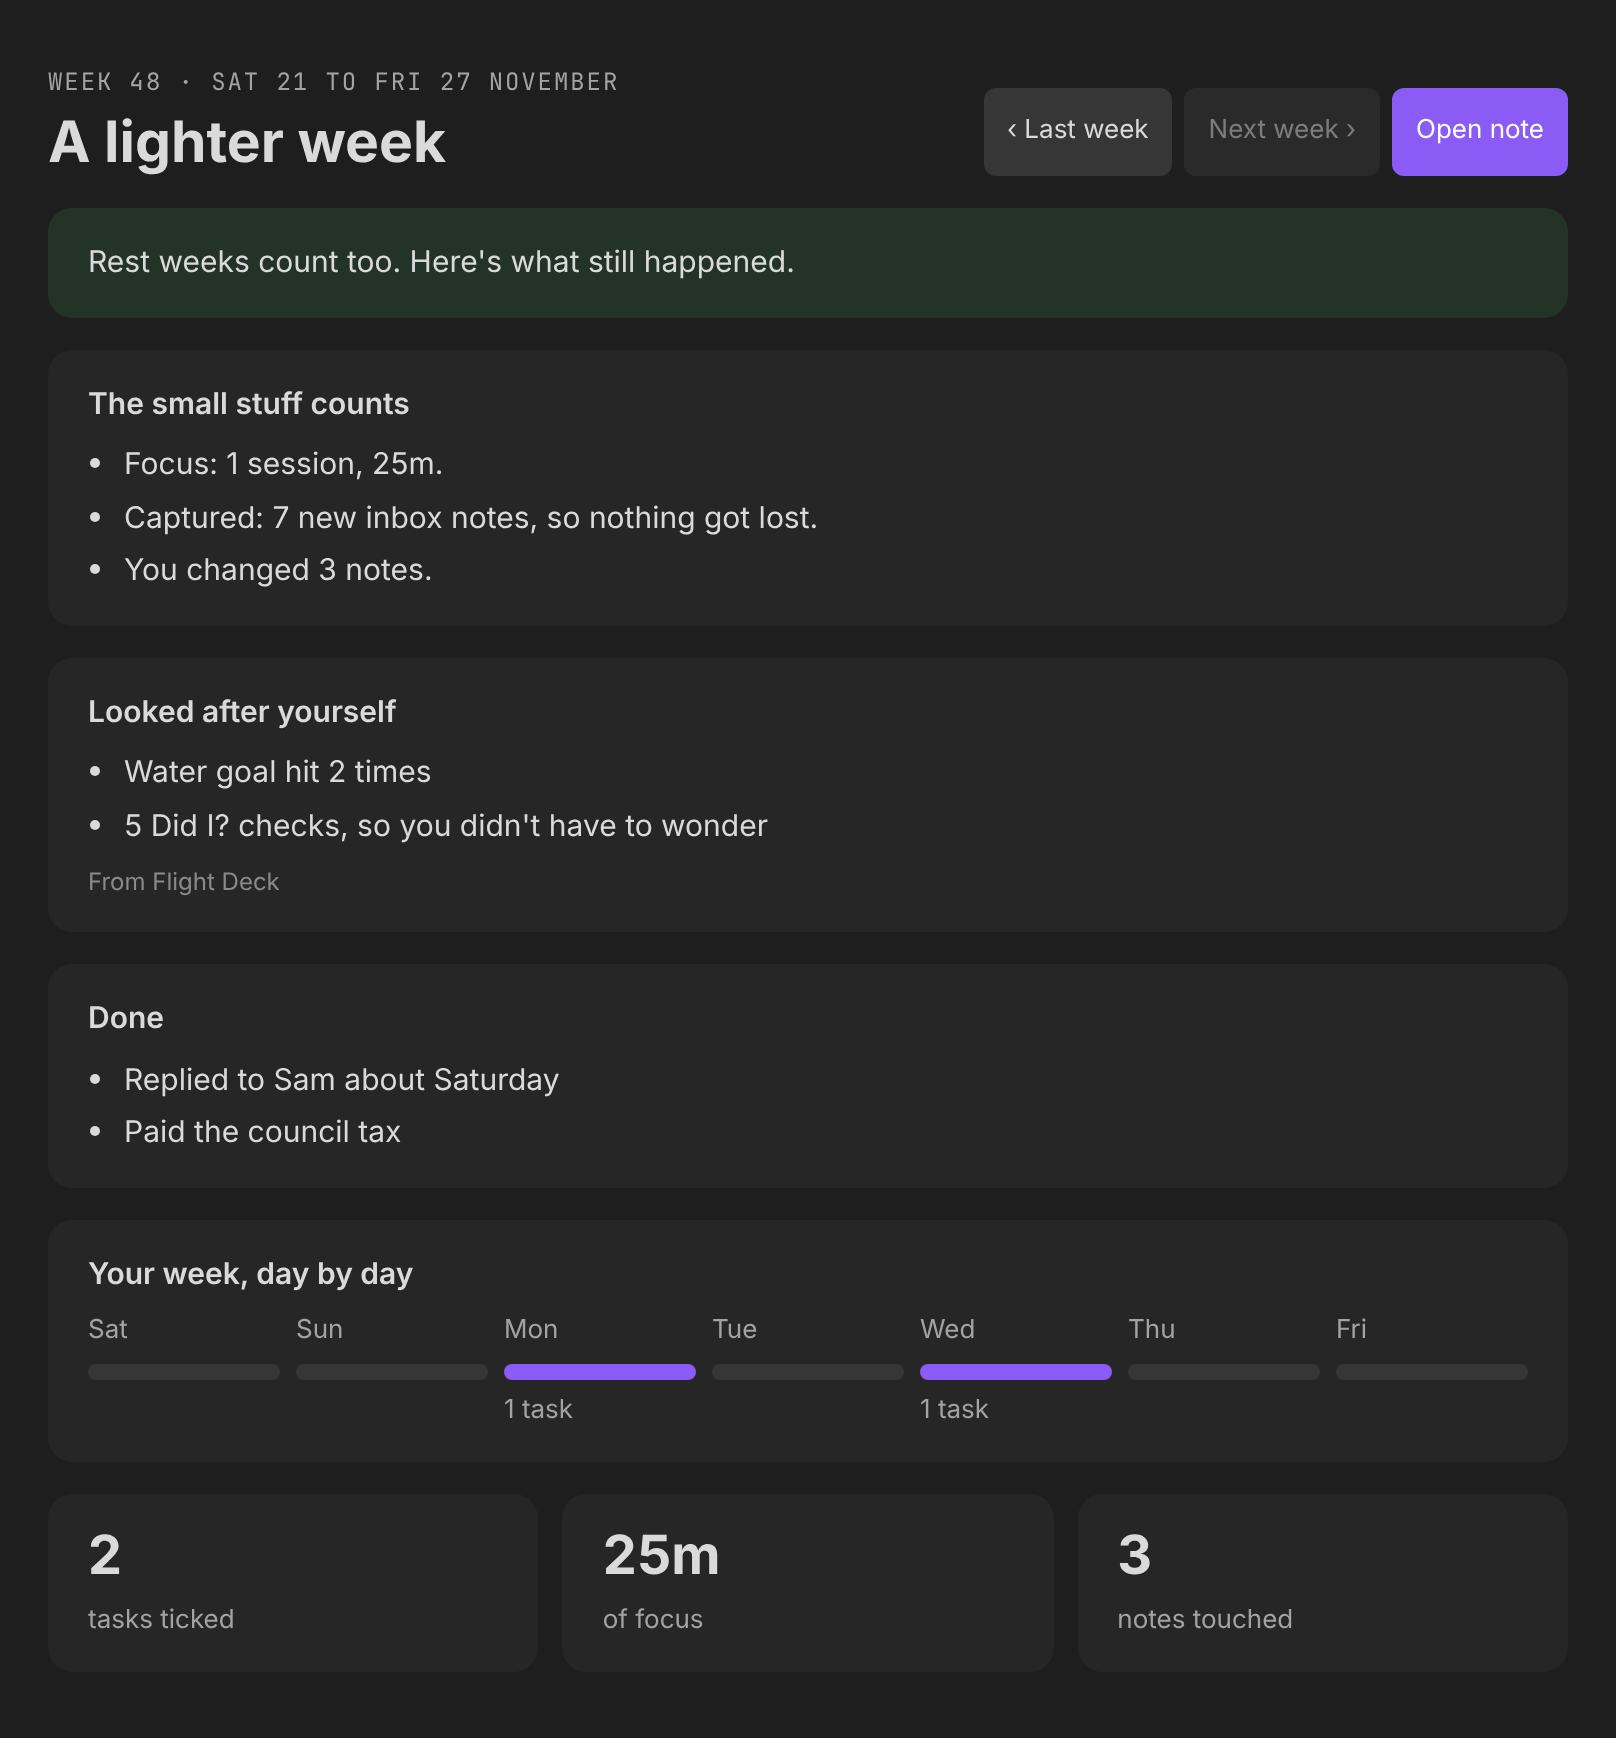 WEEK 48 · SAT 21 TO FRI 27 NOVEMBER
A lighter week
‹ Last week
Next week ›
Open note
Rest weeks count too. Here's what still happened.
The small stuff counts
• Focus: 1 session, 25m.
• Captured: 7 new inbox notes, so nothing got lost.
• You changed 3 notes.
Looked after yourself
• Water goal hit 2 times
• 5 Did I? checks, so you didn't have to wonder
From Flight Deck
Done
• Replied to Sam about Saturday
• Paid the council tax
Your week, day by day
Sat Sun Mon Tue Wed Thu Fri
1 task 1 task
2
tasks ticked
25m
of focus
3
notes touched